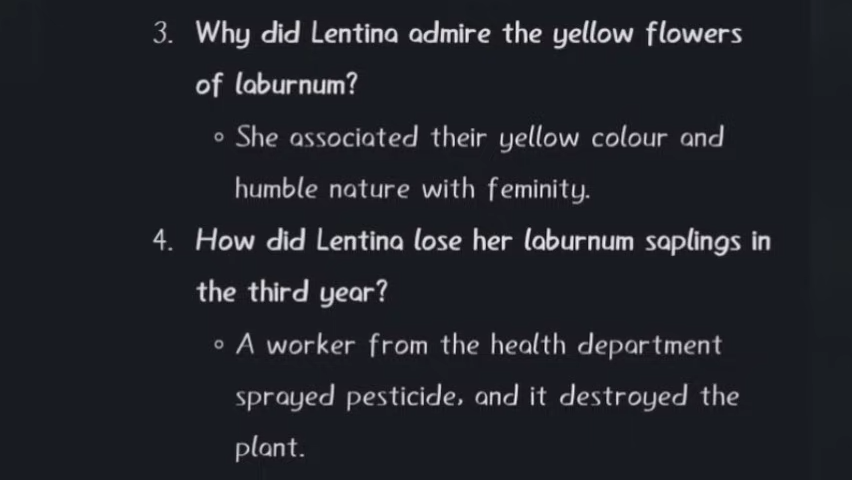 3. Why did Lentina admire the yellow flowers
of laburnum?
◦ She associated their yellow colour and
humble nature with feminity.
4. How did Lentina lose her laburnum saplings in
the third year?
◦ A worker from the health department
sprayed pesticide, and it destroyed the
plant.